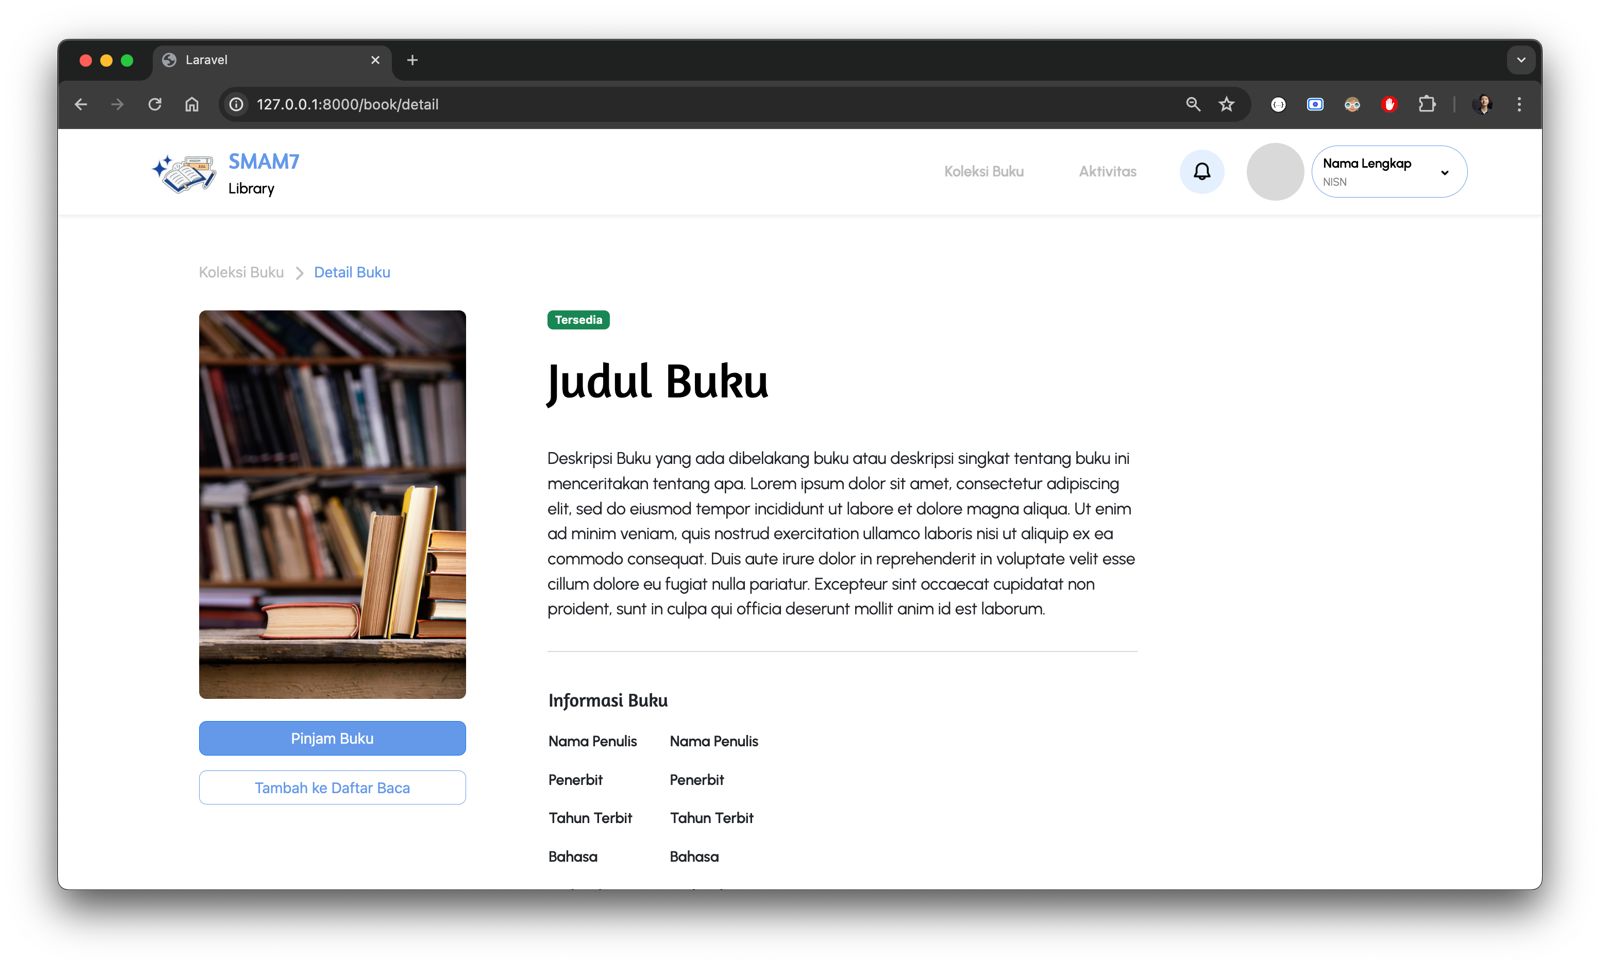 Laravel
127.0.0.1:8000/book/detail
SMAM7
Library
Koleksi Buku
Aktivitas
Nama Lengkap
NISN
Koleksi Buku > Detail Buku
Tersedia
Judul Buku
Deskripsi Buku yang ada dibelakang buku atau deskripsi singkat tentang buku ini
menceritakan tentang apa. Lorem ipsum dolor sit amet, consectetur adipiscing
elit, sed do eiusmod tempor incididunt ut labore et dolore magna aliqua. Ut enim
ad minim veniam, quis nostrud exercitation ullamco laboris nisi ut aliquip ex ea
commodo consequat. Duis aute irure dolor in reprehenderit in voluptate velit esse
cillum dolore eu fugiat nulla pariatur. Excepteur sint occaecat cupidatat non
proident, sunt in culpa qui officia deserunt mollit anim id est laborum.
Pinjam Buku
Tambah ke Daftar Baca
Informasi Buku
Nama Penulis Nama Penulis
Penerbit Penerbit
Tahun Terbit Tahun Terbit
Bahasa Bahasa